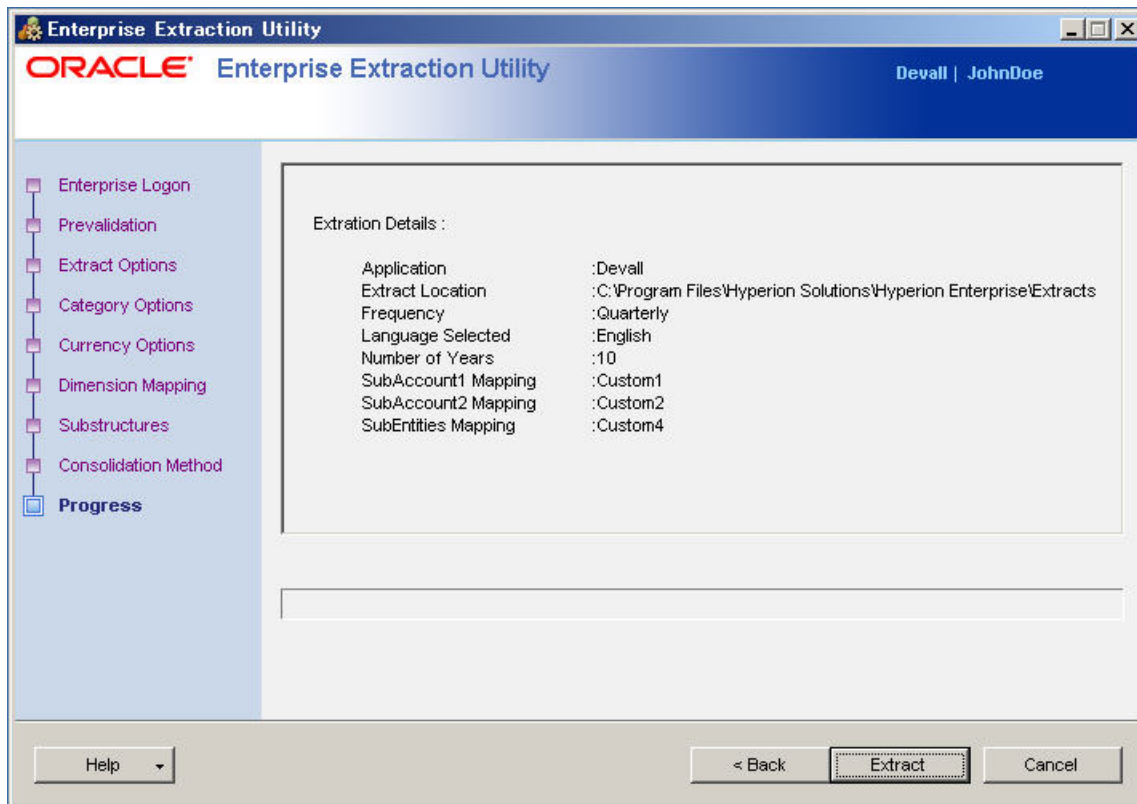 Enterprise Extraction Utility
ORACLE® Enterprise Extraction Utility
Devall | JohnDoe
Enterprise Logon
Prevalidation
Extract Options
Category Options
Currency Options
Dimension Mapping
Substructures
Consolidation Method
Progress
Extration Details :
Application :Devall
Extract Location :C:\Program Files\Hyperion Solutions\Hyperion Enterprise\Extracts
Frequency :Quarterly
Language Selected :English
Number of Years :10
SubAccount1 Mapping :Custom1
SubAccount2 Mapping :Custom2
SubEntities Mapping :Custom4
Help
< Back
Extract
Cancel